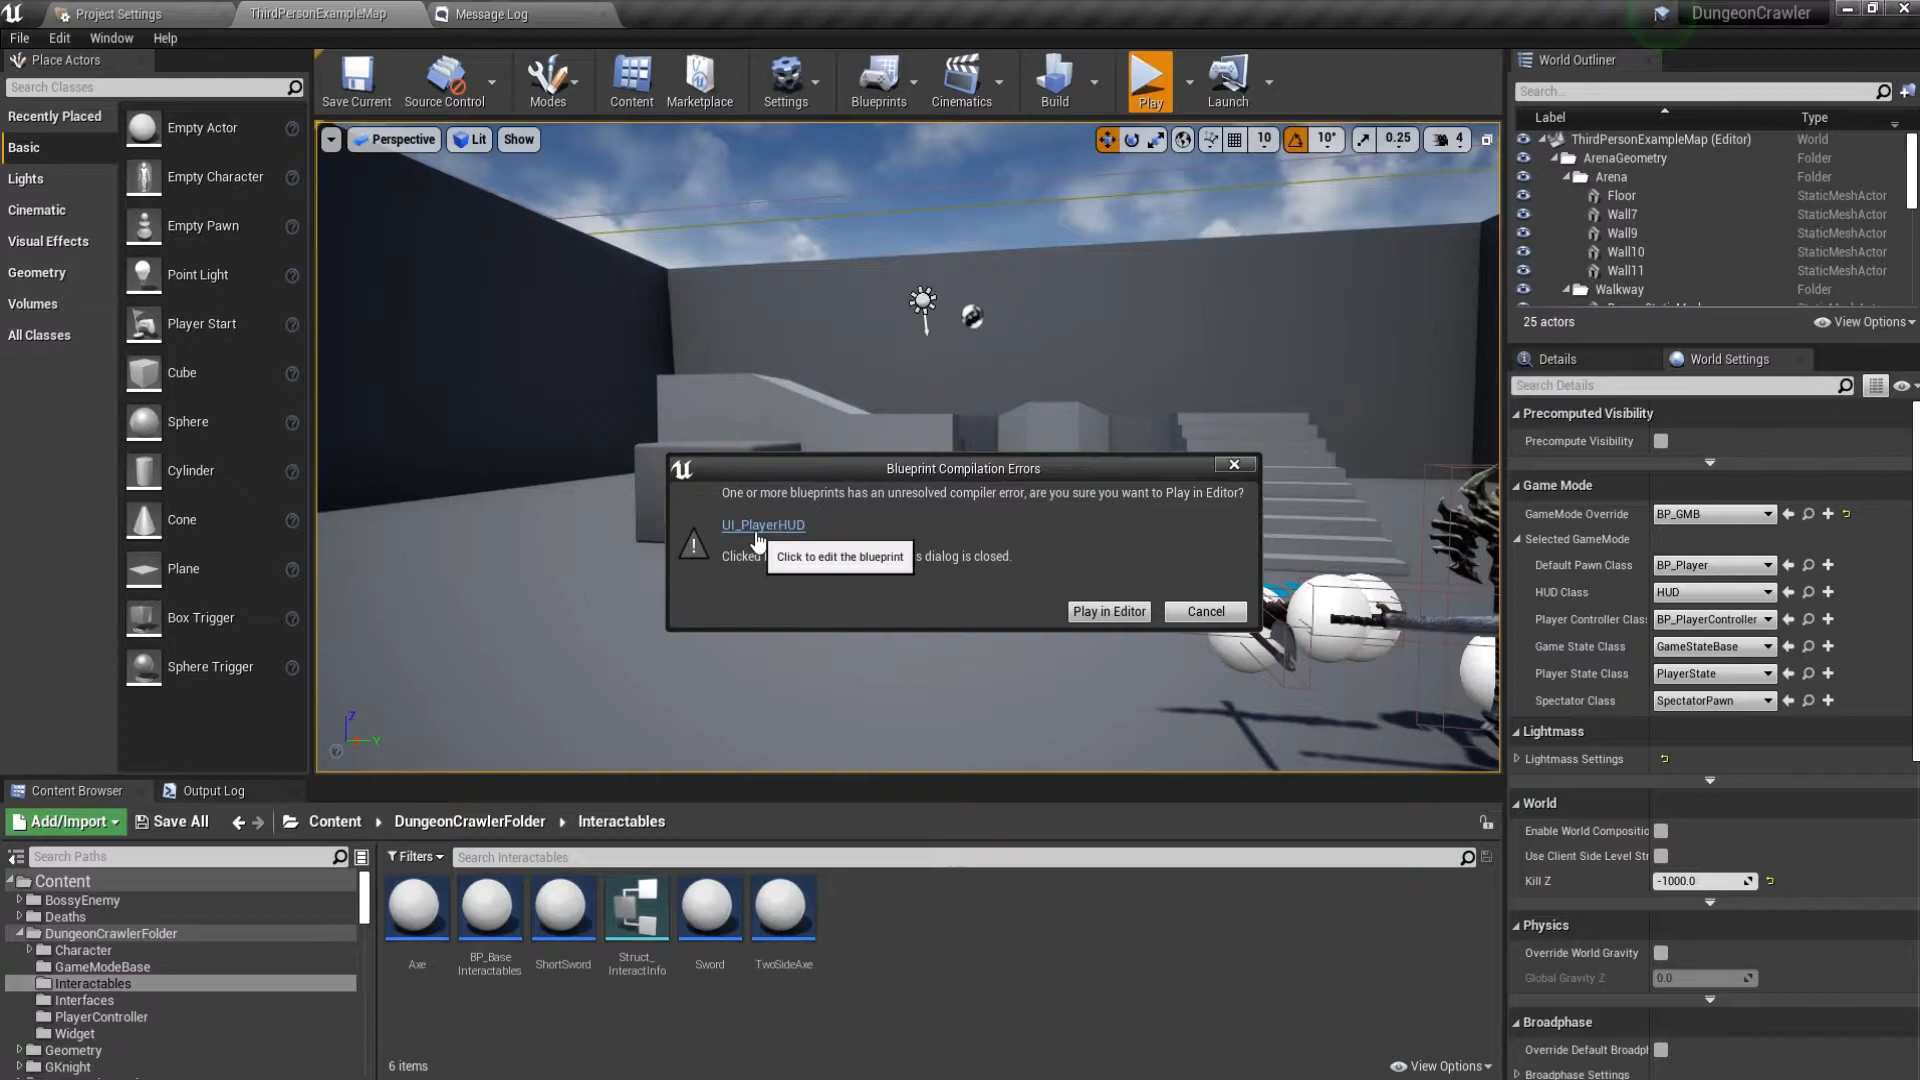 Project Settings
ThirdPersonExampleMap
Message Log
DungeonCrawler
File Edit Window Help
Place Actors
Search Classes
Recently Placed
Basic
Lights
Cinematic
Visual Effects
Geometry
Volumes
All Classes
Empty Actor
Empty Character
Empty Pawn
Point Light
Player Start
Cube
Sphere
Cylinder
Cone
Plane
Box Trigger
Sphere Trigger
Save Current
Source Control
Modes
Content
Marketplace
Settings
Blueprints
Cinematics
Build
Play
Launch
Perspective
Lit
Show
10
10°
0.25
4
Z
Y
Blueprint Compilation Errors
One or more blueprints has an unresolved compiler error, are you sure you want to Play in Editor?
UI_PlayerHUD
Clicked
Click to edit the blueprint
s dialog is closed.
Play in Editor
Cancel
World Outliner
Search...
Label Type
ThirdPersonExampleMap (Editor) World
ArenaGeometry Folder
Arena Folder
Floor StaticMeshActor
Wall7 StaticMeshActor
Wall9 StaticMeshActor
Wall10 StaticMeshActor
Wall11 StaticMeshActor
Walkway Folder
25 actors
View Options
Details
World Settings
Search Details
Precomputed Visibility
Precompute Visibility
Game Mode
GameMode Override BP_GMB
Selected GameMode
Default Pawn Class BP_Player
HUD Class HUD
Player Controller Clas BP_PlayerController
Game State Class GameStateBase
Player State Class PlayerState
Spectator Class SpectatorPawn
Lightmass
Lightmass Settings
World
Enable World Compositio
Use Client Side Level Str
Kill Z -1000.0
Physics
Override World Gravity
Global Gravity Z 0.0
Broadphase
Override Default Broadph
Broadphase Settings
Content Browser
Output Log
Add/Import
Save All
Content
DungeonCrawlerFolder
Interactables
Search Paths
Filters
Search Interactables
Content
BossyEnemy
Deaths
DungeonCrawlerFolder
Character
GameModeBase
Interactables
Interfaces
PlayerController
Widget
Geometry
GKnight
Axe
BP_Base
Interactables
ShortSword
Struct_
InteractInfo
Sword
TwoSideAxe
6 items
View Options